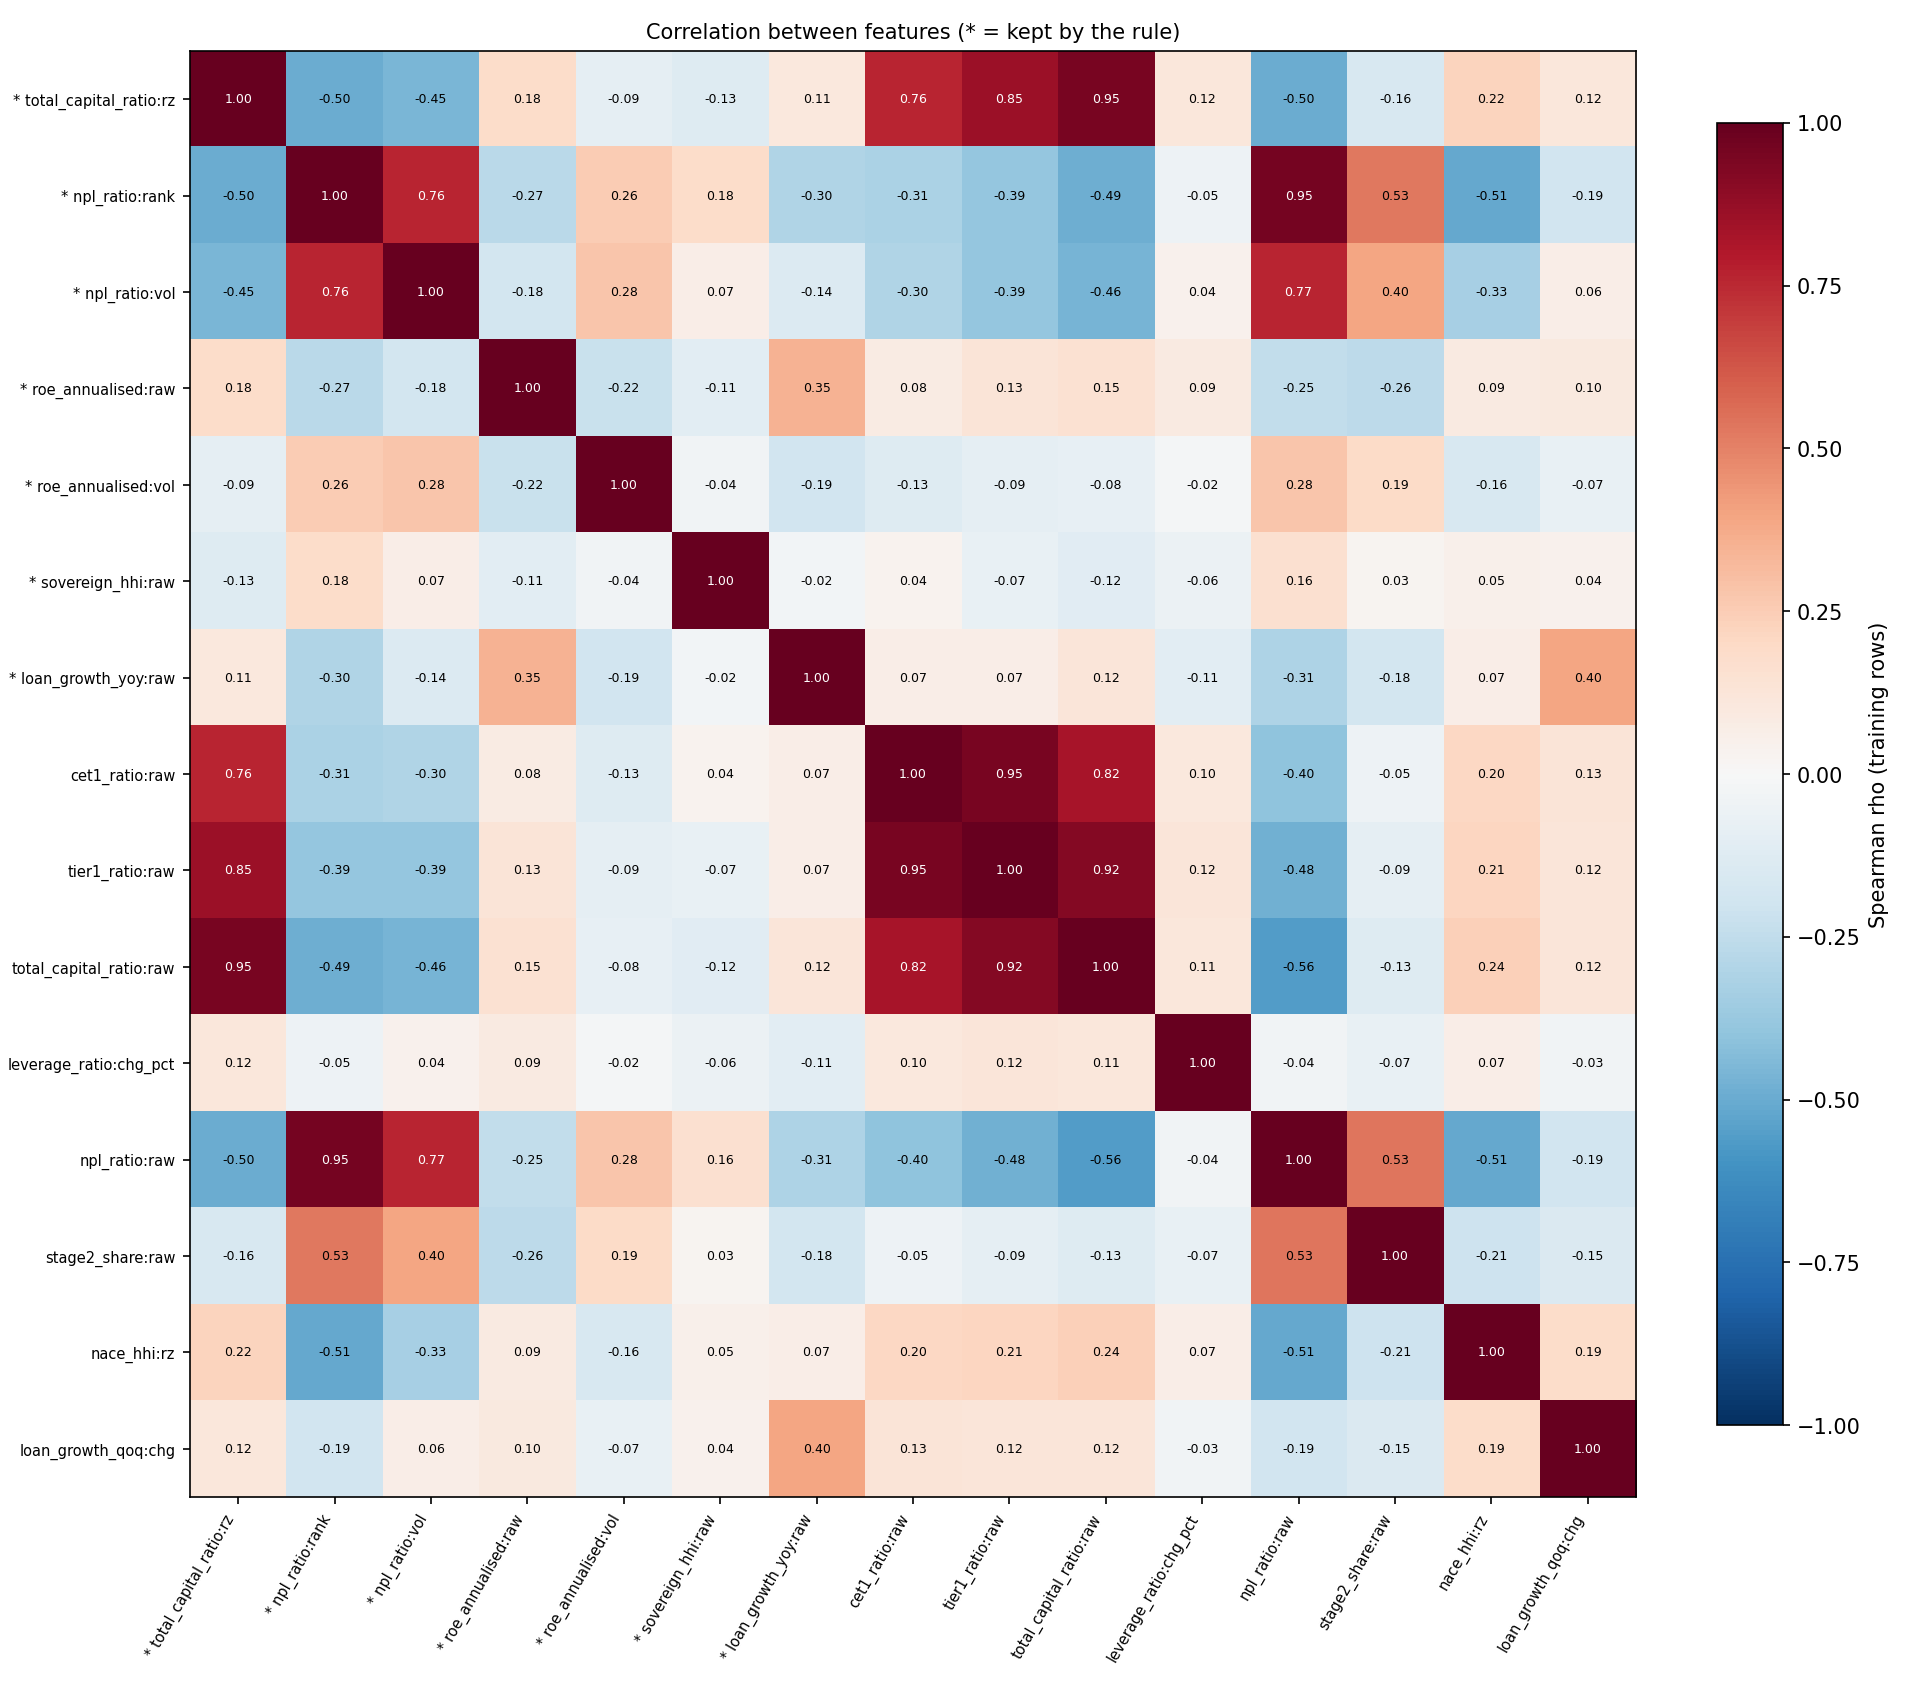 Correlation between features (* = kept by the rule)
* total_capital_ratio:rz 1.00 -0.50 -0.45 0.18 -0.09 -0.13 0.11 0.76 0.85 0.95 0.12 -0.50 -0.16 0.22 0.12
* npl_ratio:rank -0.50 1.00 0.76 -0.27 0.26 0.18 -0.30 -0.31 -0.39 -0.49 -0.05 0.95 0.53 -0.51 -0.19
* npl_ratio:vol -0.45 0.76 1.00 -0.18 0.28 0.07 -0.14 -0.30 -0.39 -0.46 0.04 0.77 0.40 -0.33 0.06
* roe_annualised:raw 0.18 -0.27 -0.18 1.00 -0.22 -0.11 0.35 0.08 0.13 0.15 0.09 -0.25 -0.26 0.09 0.10
* roe_annualised:vol -0.09 0.26 0.28 -0.22 1.00 -0.04 -0.19 -0.13 -0.09 -0.08 -0.02 0.28 0.19 -0.16 -0.07
* sovereign_hhi:raw -0.13 0.18 0.07 -0.11 -0.04 1.00 -0.02 0.04 -0.07 -0.12 -0.06 0.16 0.03 0.05 0.04
* loan_growth_yoy:raw 0.11 -0.30 -0.14 0.35 -0.19 -0.02 1.00 0.07 0.07 0.12 -0.11 -0.31 -0.18 0.07 0.40
cet1_ratio:raw 0.76 -0.31 -0.30 0.08 -0.13 0.04 0.07 1.00 0.95 0.82 0.10 -0.40 -0.05 0.20 0.13
tier1_ratio:raw 0.85 -0.39 -0.39 0.13 -0.09 -0.07 0.07 0.95 1.00 0.92 0.12 -0.48 -0.09 0.21 0.12
total_capital_ratio:raw 0.95 -0.49 -0.46 0.15 -0.08 -0.12 0.12 0.82 0.92 1.00 0.11 -0.56 -0.13 0.24 0.12
leverage_ratio:chg_pct 0.12 -0.05 0.04 0.09 -0.02 -0.06 -0.11 0.10 0.12 0.11 1.00 -0.04 -0.07 0.07 -0.03
npl_ratio:raw -0.50 0.95 0.77 -0.25 0.28 0.16 -0.31 -0.40 -0.48 -0.56 -0.04 1.00 0.53 -0.51 -0.19
stage2_share:raw -0.16 0.53 0.40 -0.26 0.19 0.03 -0.18 -0.05 -0.09 -0.13 -0.07 0.53 1.00 -0.21 -0.15
nace_hhi:rz 0.22 -0.51 -0.33 0.09 -0.16 0.05 0.07 0.20 0.21 0.24 0.07 -0.51 -0.21 1.00 0.19
loan_growth_qoq:chg 0.12 -0.19 0.06 0.10 -0.07 0.04 0.40 0.13 0.12 0.12 -0.03 -0.19 -0.15 0.19 1.00
* total_capital_ratio:rz
* npl_ratio:rank
* npl_ratio:vol
* roe_annualised:raw
* roe_annualised:vol
* sovereign_hhi:raw
* loan_growth_yoy:raw
cet1_ratio:raw
tier1_ratio:raw
total_capital_ratio:raw
leverage_ratio:chg_pct
npl_ratio:raw
stage2_share:raw
nace_hhi:rz
loan_growth_qoq:chg
1.00
0.75
0.50
0.25
0.00
−0.25
−0.50
−0.75
−1.00
Spearman rho (training rows)